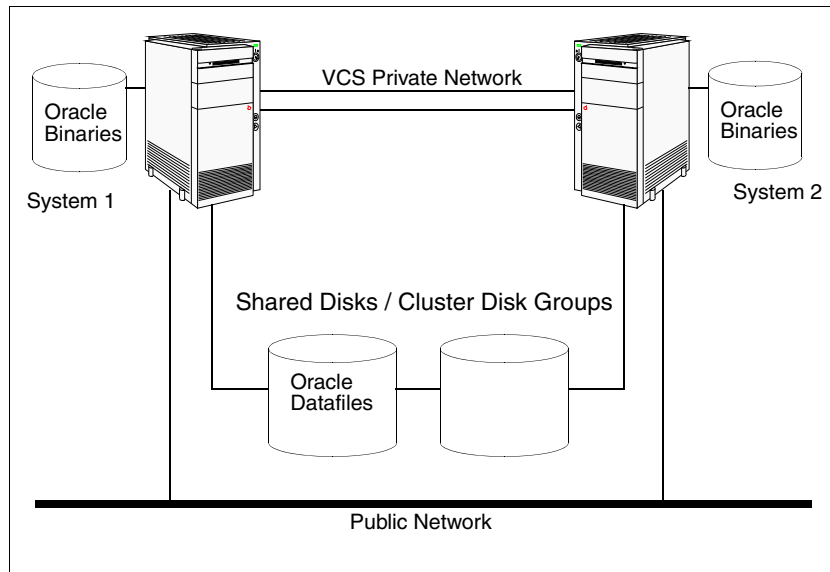 VCS Private Network
Oracle
Binaries
Oracle
Binaries
System 1
System 2
Shared Disks / Cluster Disk Groups
Oracle
Datafiles
Public Network